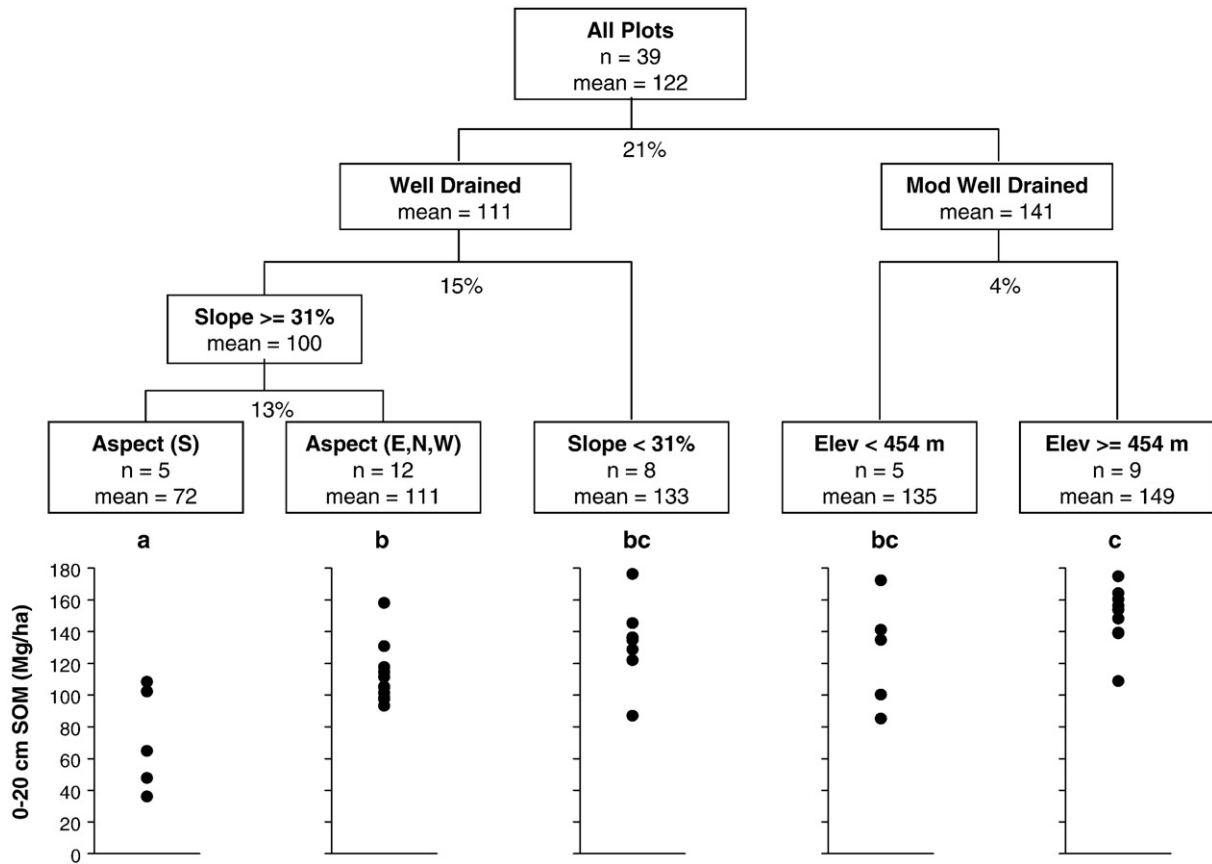 All Plots
n = 39
mean = 122
21%
Well Drained
mean = 111
Mod Well Drained
mean = 141
15%
4%
Slope >= 31%
mean = 100
13%
Aspect (S)
n = 5
mean = 72
Aspect (E,N,W)
n = 12
mean = 111
Slope < 31%
n = 8
mean = 133
Elev < 454 m
n = 5
mean = 135
Elev >= 454 m
n = 9
mean = 149
a
b
bc
bc
c
0-20 cm SOM (Mg/ha)
180
160
140
120
100
80
60
40
20
0